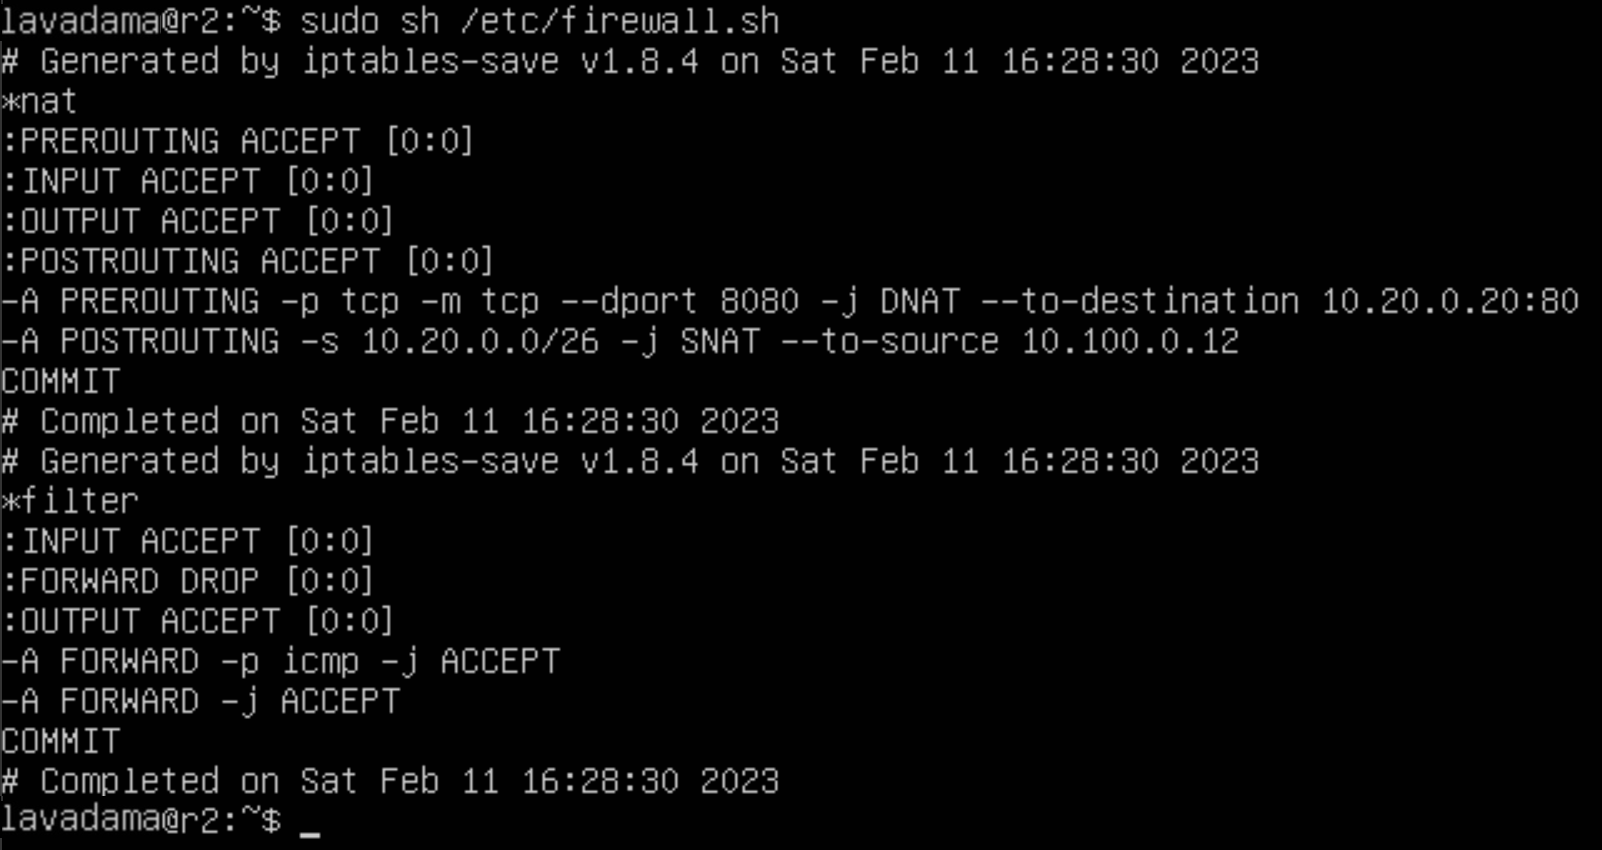 lavadama@r2:~$ sudo sh /etc/firewall.sh
# Generated by iptables-save v1.8.4 on Sat Feb 11 16:28:30 2023
*nat
:PREROUTING ACCEPT [0:0]
:INPUT ACCEPT [0:0]
:OUTPUT ACCEPT [0:0]
:POSTROUTING ACCEPT [0:0]
-A PREROUTING -p tcp -m tcp --dport 8080 -j DNAT --to-destination 10.20.0.20:80
-A POSTROUTING -s 10.20.0.0/26 -j SNAT --to-source 10.100.0.12
COMMIT
# Completed on Sat Feb 11 16:28:30 2023
# Generated by iptables-save v1.8.4 on Sat Feb 11 16:28:30 2023
*filter
:INPUT ACCEPT [0:0]
:FORWARD DROP [0:0]
:OUTPUT ACCEPT [0:0]
-A FORWARD -p icmp -j ACCEPT
-A FORWARD -j ACCEPT
COMMIT
# Completed on Sat Feb 11 16:28:30 2023
lavadama@r2:~$ _